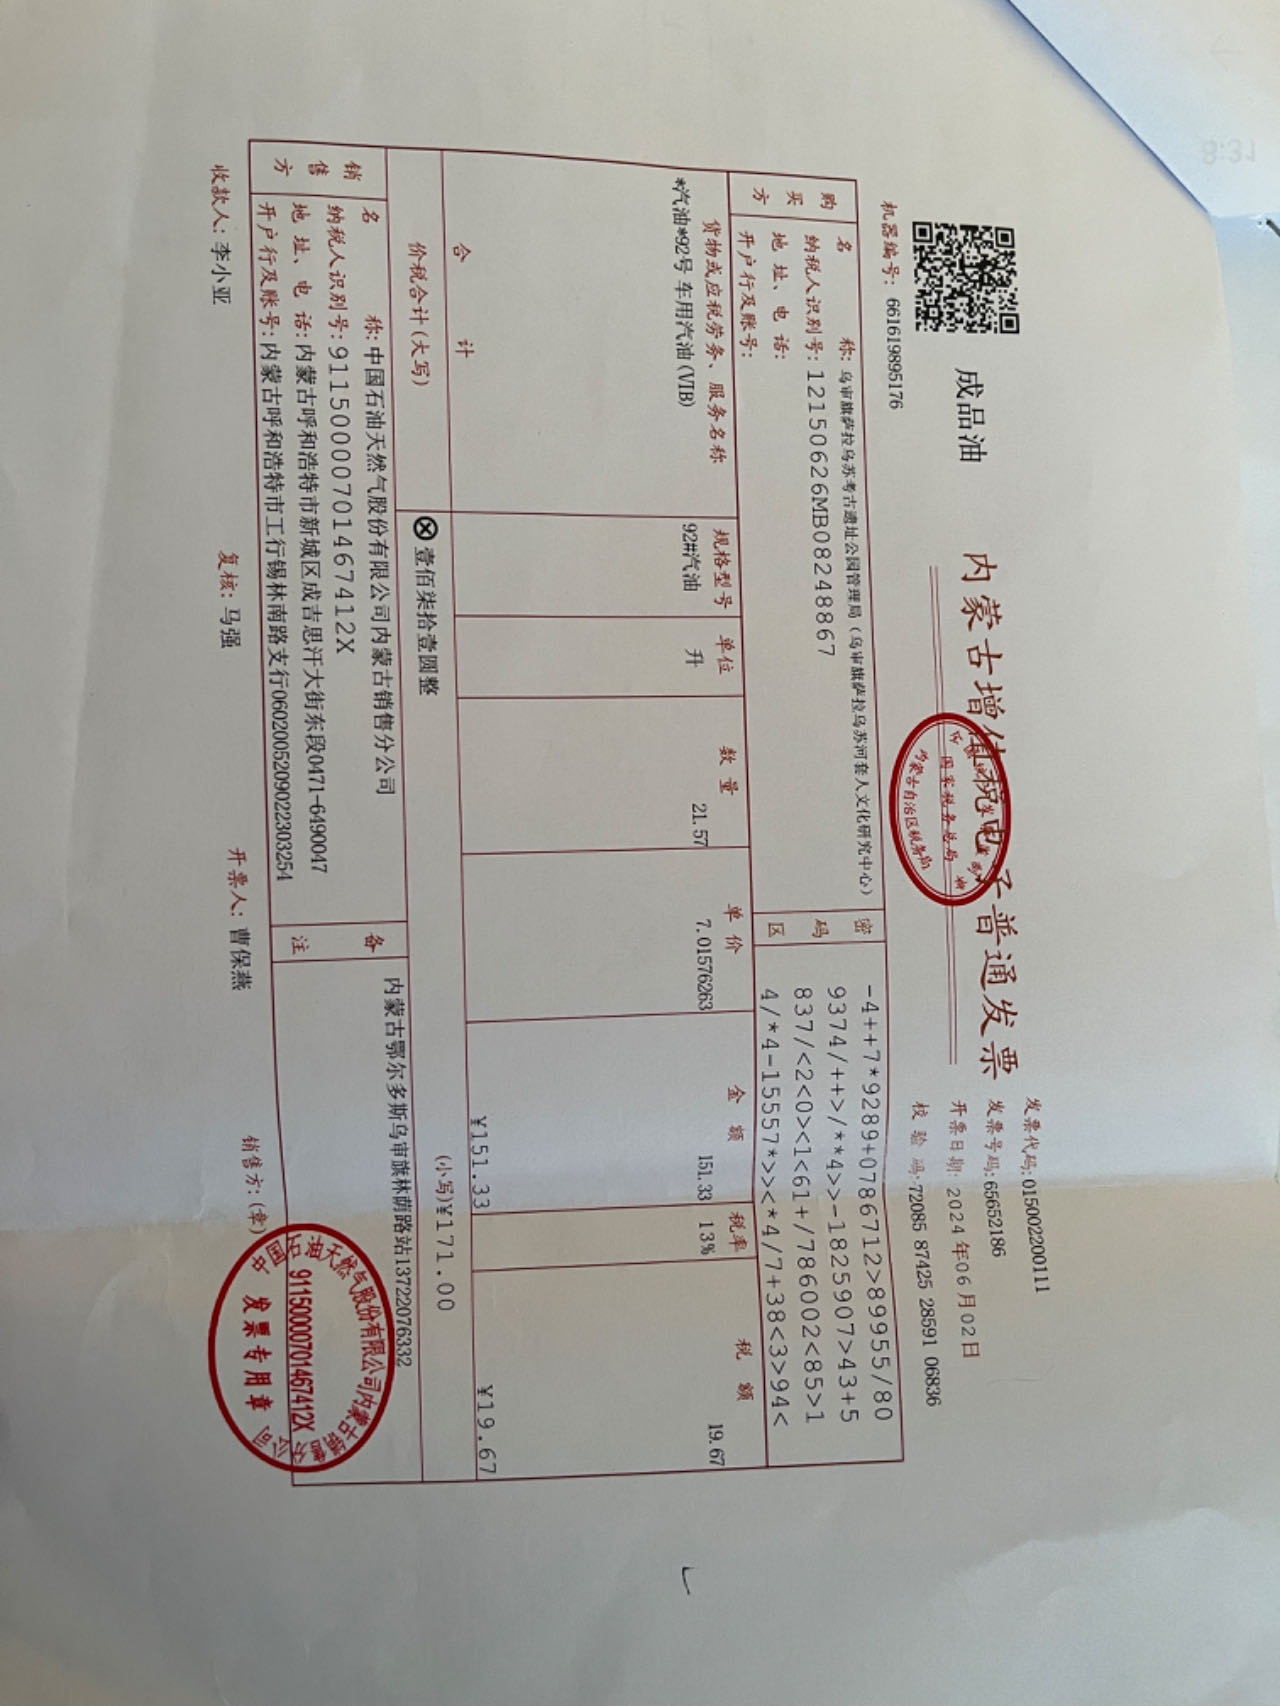 成品油
内蒙古增值税电子普通发票
发票代码:015002200111
发票号码:65652186
开票日期: 2024 年06 月02日
校 验 码:72085 87425 28591 06836
机器编号: 661619895176
国家税务总局
内蒙古自治区税务局
购买方
名 称: 乌审旗萨拉乌苏考古遗址公园管理局(乌审旗萨拉乌苏河套人文化研究中心)
纳税人识别号:12150626MB08248867
地 址、电 话:
开户行及账号:
密码区
-4++7*9289+0786712>89955/80
9374/++>/**4>>-1825907>43+5
837/<2<0><1<61+/786002<85>1
4/*4-15557*>><*4/7+38<3>94<
货物或应税劳务、服务名称 规格型号 单位 数 量 单 价 金 额 税率 税 额
*汽油*92号 车用汽油(VIB) 92#汽油 升 21.57 7.01576263 151.33 13% 19.67
合 计 ¥151.33 ¥19.67
价税合计(大写) ⊗壹佰柒拾壹圆整 (小写)¥171.00
销售方
名 称: 中国石油天然气股份有限公司内蒙古销售分公司
纳税人识别号:91150000701467412X
地 址、电 话:内蒙古呼和浩特市新城区成吉思汗大街东段0471-6490047
开户行及账号:内蒙古呼和浩特市工行锡林南路支行0602005209022303254
备注
内蒙古鄂尔多斯乌审旗林荫路站13722076332
收款人: 李小亚 复核: 马强 开票人: 曹保燕 销售方:(章)
中国石油天然气股份有限公司内蒙古销售分公司
91150000701467412X
发票专用章
8:31